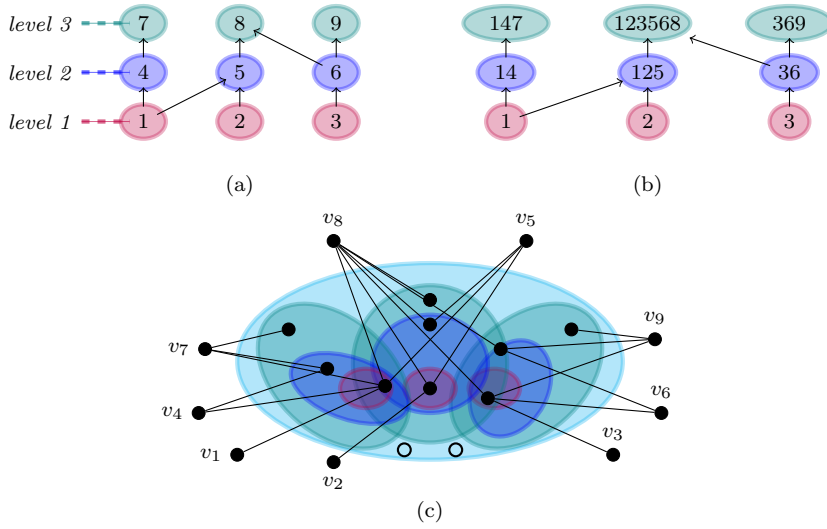 level 3 7 8 9 147 123568 369
level 2 4 5 6 14 125 36
level 1 1 2 3 1 2 3
(a) (b)
v8 v5
v7 v9
v4 v6
v1 v3
v2
(c)